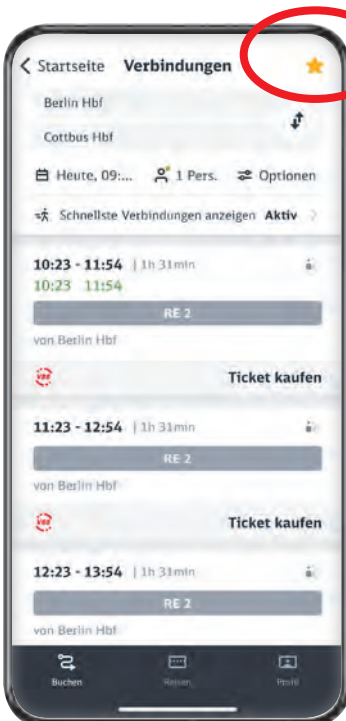 Startseite Verbindungen
Berlin Hbf
Cottbus Hbf
Heute, 09:... 1 Pers. Optionen
Schnellste Verbindungen anzeigen Aktiv
10:23 - 11:54 | 1h 31min
10:23 11:54
RE 2
von Berlin Hbf
VBB
Ticket kaufen
11:23 - 12:54 | 1h 31min
RE 2
von Berlin Hbf
VBB
Ticket kaufen
12:23 - 13:54 | 1h 31min
RE 2
von Berlin Hbf
Buchen Reisen Profil